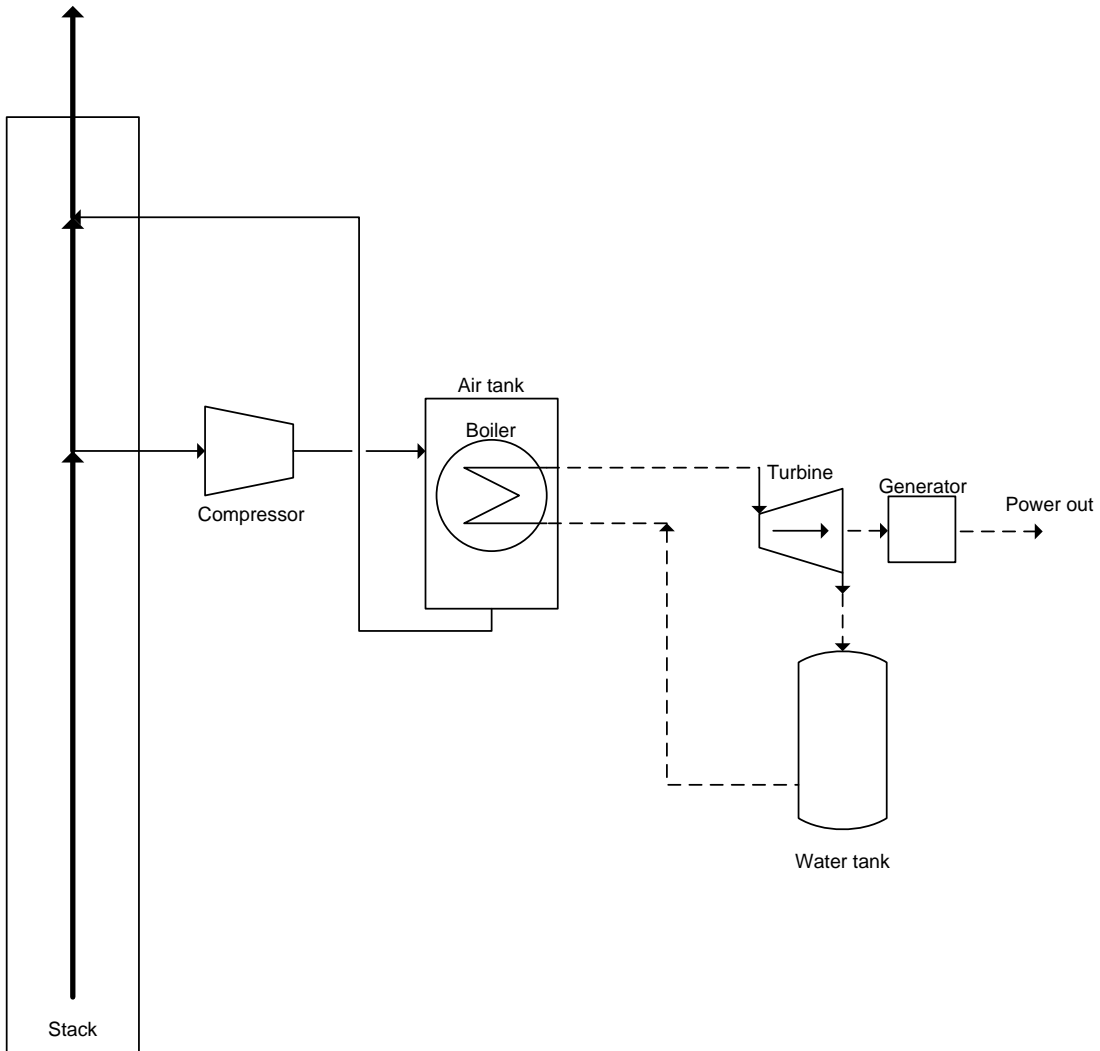 Air tank
Boiler
Turbine
Generator
Power out
Compressor
Water tank
Stack